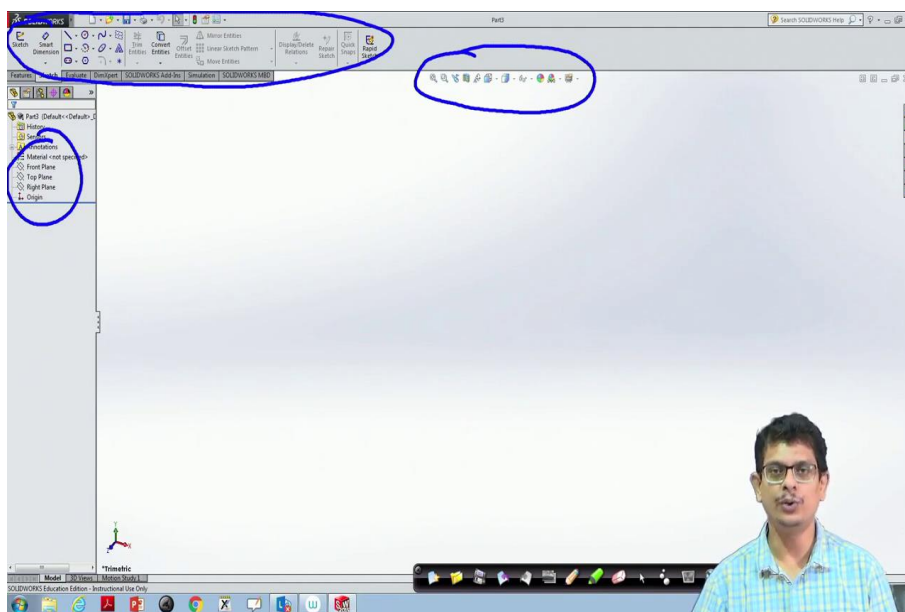 SOLIDWORKS
Part3
Search SOLIDWORKS Help
Sketch
Smart Dimension
Trim Entities
Convert Entities
Offset Entities
Mirror Entities
Linear Sketch Pattern
Move Entities
Display/Delete Relations
Repair Sketch
Quick Snaps
Rapid Sketch
Features Sketch Evaluate DimXpert SOLIDWORKS Add-Ins Simulation SOLIDWORKS MBD
Part3 (Default<<Default>_D
History
Sensors
Annotations
Material <not specified>
Front Plane
Top Plane
Right Plane
Origin
Y
X
Z
*Trimetric
Model 3D Views Motion Study 1
SOLIDWORKS Education Edition - Instructional Use Only